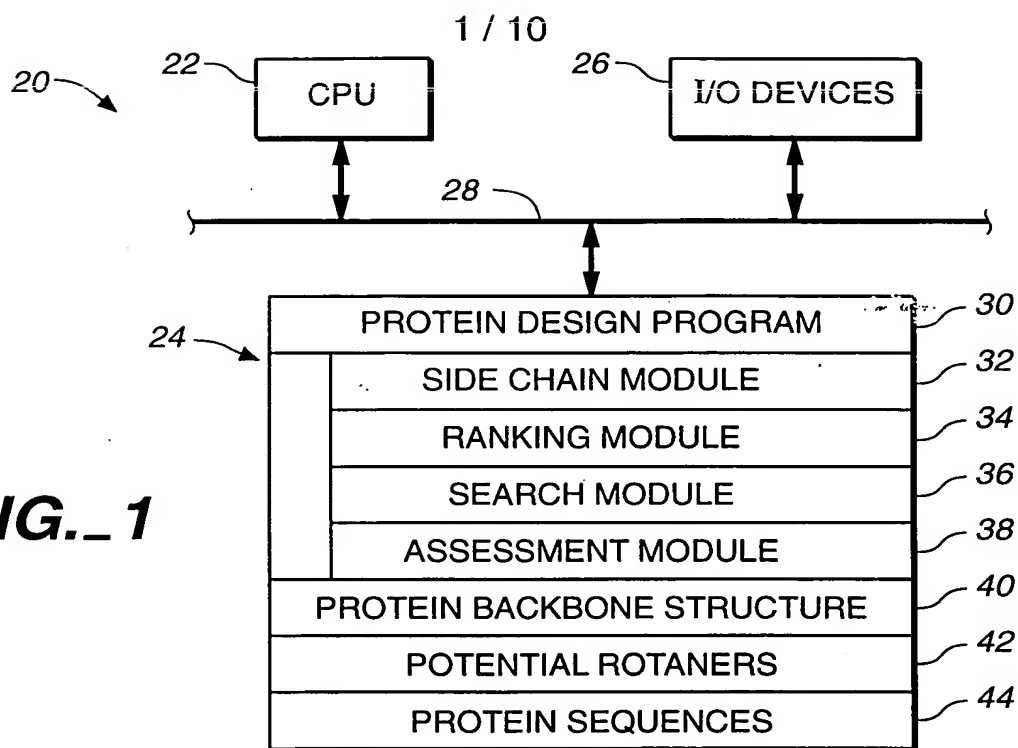 1 / 10
20
22
CPU
26
I/O DEVICES
28
24
PROTEIN DESIGN PROGRAM 30
SIDE CHAIN MODULE 32
RANKING MODULE 34
SEARCH MODULE 36
ASSESSMENT MODULE 38
PROTEIN BACKBONE STRUCTURE 40
POTENTIAL ROTANERS 42
PROTEIN SEQUENCES 44
IG._1